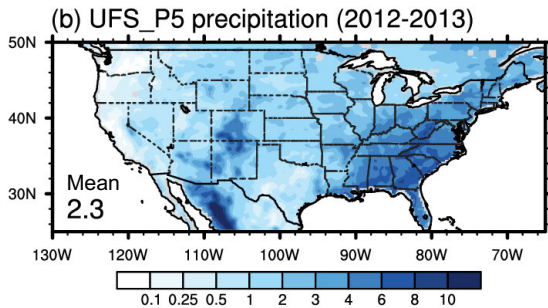 (b) UFS_P5 precipitation (2012-2013)
50N
40N
30N
Mean
2.3
130W 120W 110W 100W 90W 80W 70W
0.1 0.25 0.5 1 2 3 4 6 8 10